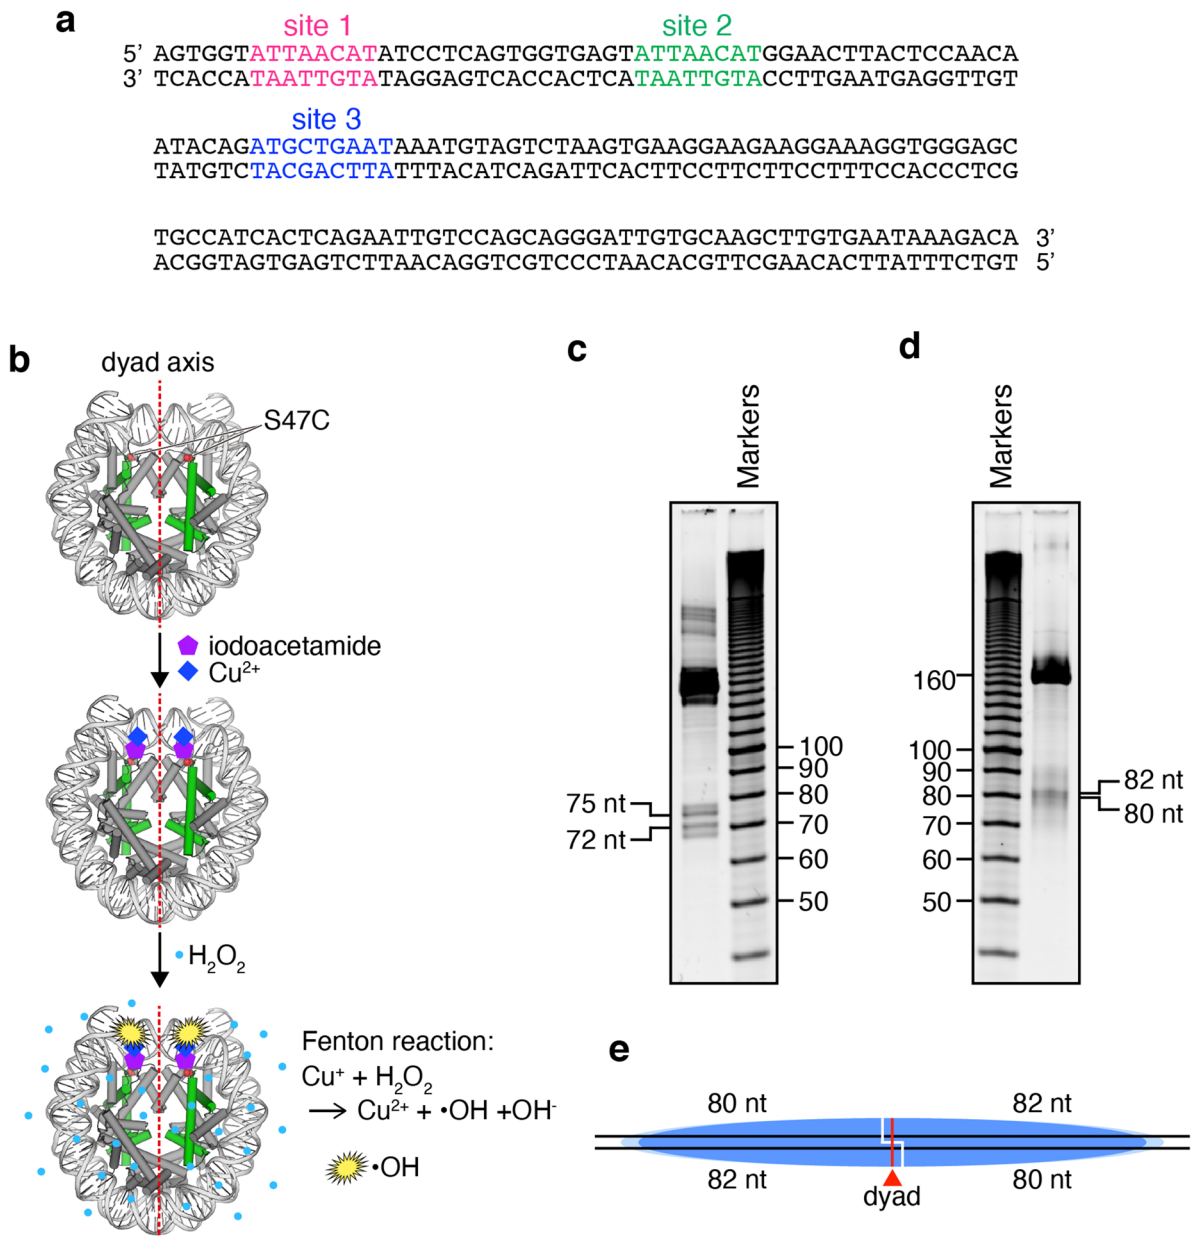 a
site 1 site 2
5’ AGTGGTATTAACATATCCTCAGTGGTGAGTATTAACATGGAACTTACTCCAACA
3’ TCACCATAATTGTATAGGAGTCACCACTCATAATTGTACCTTGAATGAGGTTGT
site 3
ATACAGATGCTGAATAAATGTAGTCTAAGTGAAGGAAGAAGGAAAGGTGGGAGC
TATGTCTACGACTTATTTACATCAGATTCACTTCCTTCTTCCTTTCCACCCTCG
TGCCATCACTCAGAATTGTCCAGCAGGGATTGTGCAAGCTTGTGAATAAAGACA 3’
ACGGTAGTGAGTCTTAACAGGTCGTCCCTAACACGTTCGAACACTTATTTCTGT 5’
b
dyad axis
S47C
iodoacetamide
Cu²⁺
H₂O₂
Fenton reaction:
Cu⁺ + H₂O₂
→ Cu²⁺ + •OH +OH⁻
•OH
c
Markers
100
90
80
70
60
50
75 nt
72 nt
d
Markers
160
100
90
80
70
60
50
82 nt
80 nt
e
80 nt 82 nt
82 nt 80 nt
dyad